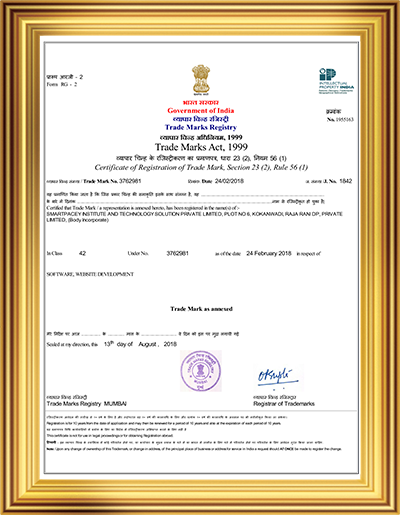 प्रारूप आरजी - 2
Form RG - 2
INTELLECTUAL
PROPERTY INDIA
भारत सरकार
Government of India
व्यापार चिन्ह रजिस्ट्री
Trade Marks Registry
व्यापार चिन्ह अधिनियम, 1999
Trade Marks Act, 1999
क्रमांक
No. 1955163
व्यापार चिन्ह के रजिस्ट्रीकरण का प्रमाणपत्र, धारा 23 (2), नियम 56 (1)
Certificate of Registration of Trade Mark, Section 23 (2), Rule 56 (1)
Trade Mark No. 3762981 दिनांक Date 24/02/2018 J. No. 1842
Certified that Trade Mark / a representation is annexed hereto, has been registered in the name(s) of :-
SMARTPACEY INSTITUTE AND TECHNOLOGY SOLUTION PRIVATE LIMITED, PLOT NO 6, KOKANWADI, RAJA RANI DP, PRIVATE
LIMITED, (Body Incorporate)
In Class 42 Under No. 3762981 as of the date 24 February 2018 in respect of
SOFTWARE, WEBSITE DEVELOPMENT
Trade Mark as annexed
Sealed at my direction, this 13th day of August, 2018
व्यापार चिन्ह रजिस्ट्री
Trade Marks Registry MUMBAI
व्यापार चिन्ह रजिस्ट्रार
Registrar of Trademarks
Registration is for 10 years from the date of application and may then be renewed for a period of 10 years and also at the expiration of each period of 10 years.
This certificate is not for use in legal proceedings or for obtaining Registration abroad.
Note: Upon any change of ownership of this Trademark, or change in address, of the principal place of business or address for service in India a request should AT ONCE be made to register the change.